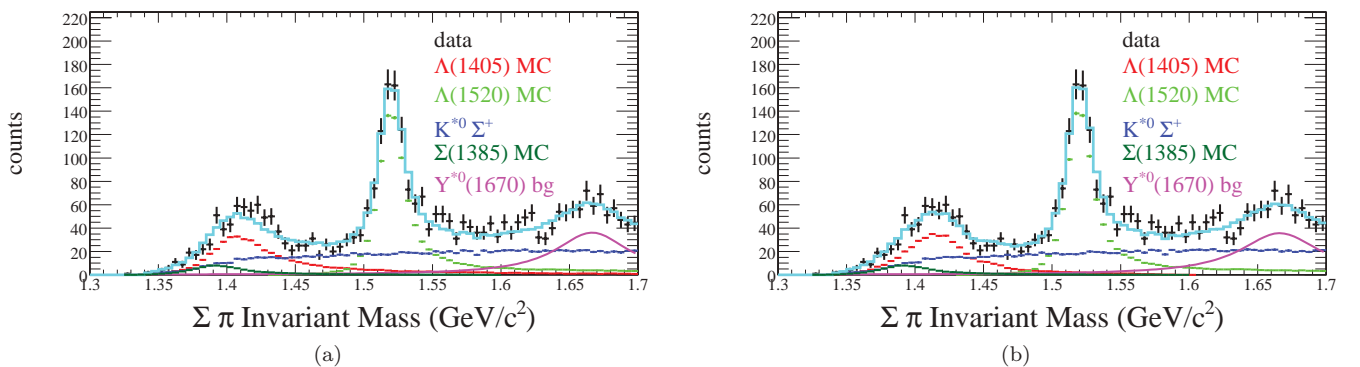 220
200
180
160
140
120
100
80
60
40
20
0
counts
data
Λ(1405) MC
Λ(1520) MC
K*0 Σ+
Σ(1385) MC
Y*0(1670) bg
1.3 1.35 1.4 1.45 1.5 1.55 1.6 1.65 1.7
Σ π Invariant Mass (GeV/c2)
(a)
220
200
180
160
140
120
100
80
60
40
20
0
counts
data
Λ(1405) MC
Λ(1520) MC
K*0 Σ+
Σ(1385) MC
Y*0(1670) bg
1.3 1.35 1.4 1.45 1.5 1.55 1.6 1.65 1.7
Σ π Invariant Mass (GeV/c2)
(b)